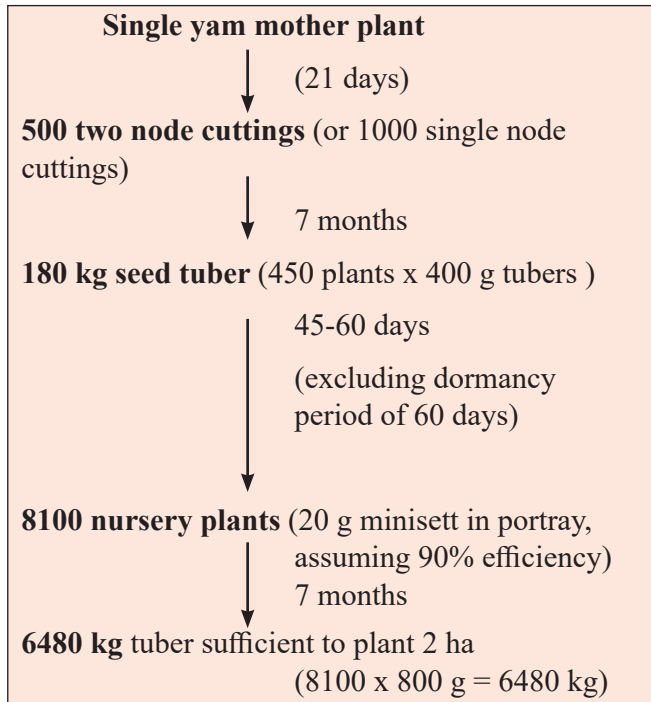 Single yam mother plant
(21 days)
500 two node cuttings (or 1000 single node
cuttings)
7 months
180 kg seed tuber (450 plants x 400 g tubers )
45-60 days
(excluding dormancy
period of 60 days)
8100 nursery plants (20 g minisett in portray,
assuming 90% efficiency)
7 months
6480 kg tuber sufficient to plant 2 ha
(8100 x 800 g = 6480 kg)